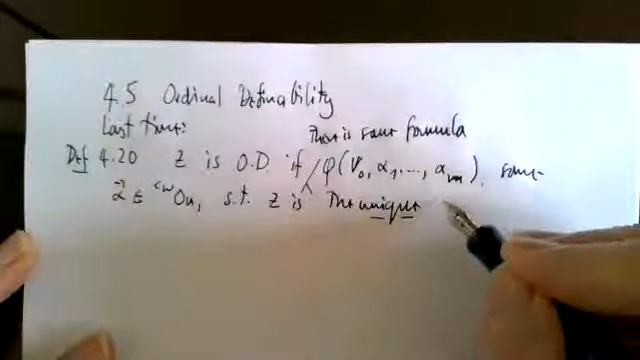 4.5 Ordinal Definability
Last time:
There is some formula
Def 4.20 z is O.D. if φ(v₀, α₁, ..., αₘ), some
α⃗ ∈ ^{<ω}On, s.t. z is the unique